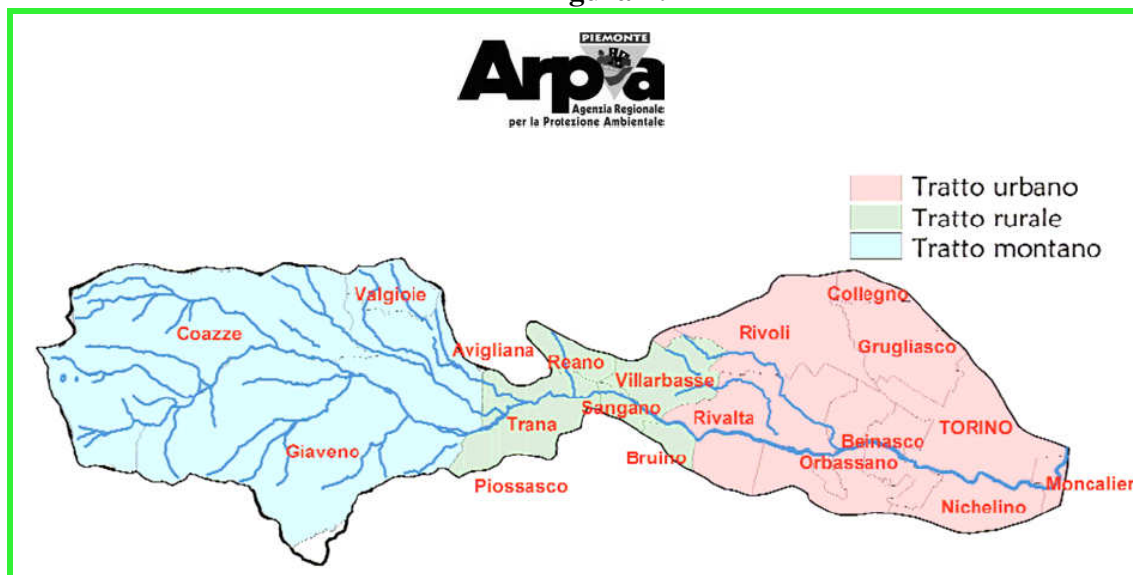 PIEMONTE
Arpa
Agenzia Regionale
per la Protezione Ambientale
Tratto urbano
Tratto rurale
Tratto montano
Collegno
Valgioie
Coazze
Rivoli
Grugliasco
Avigliana
Reano
Villarbasse
Sangano
Rivalta
Trana
TORINO
Beinasco
Giaveno
Bruino
Orbassano
Piossasco
Moncalier
Nichelino